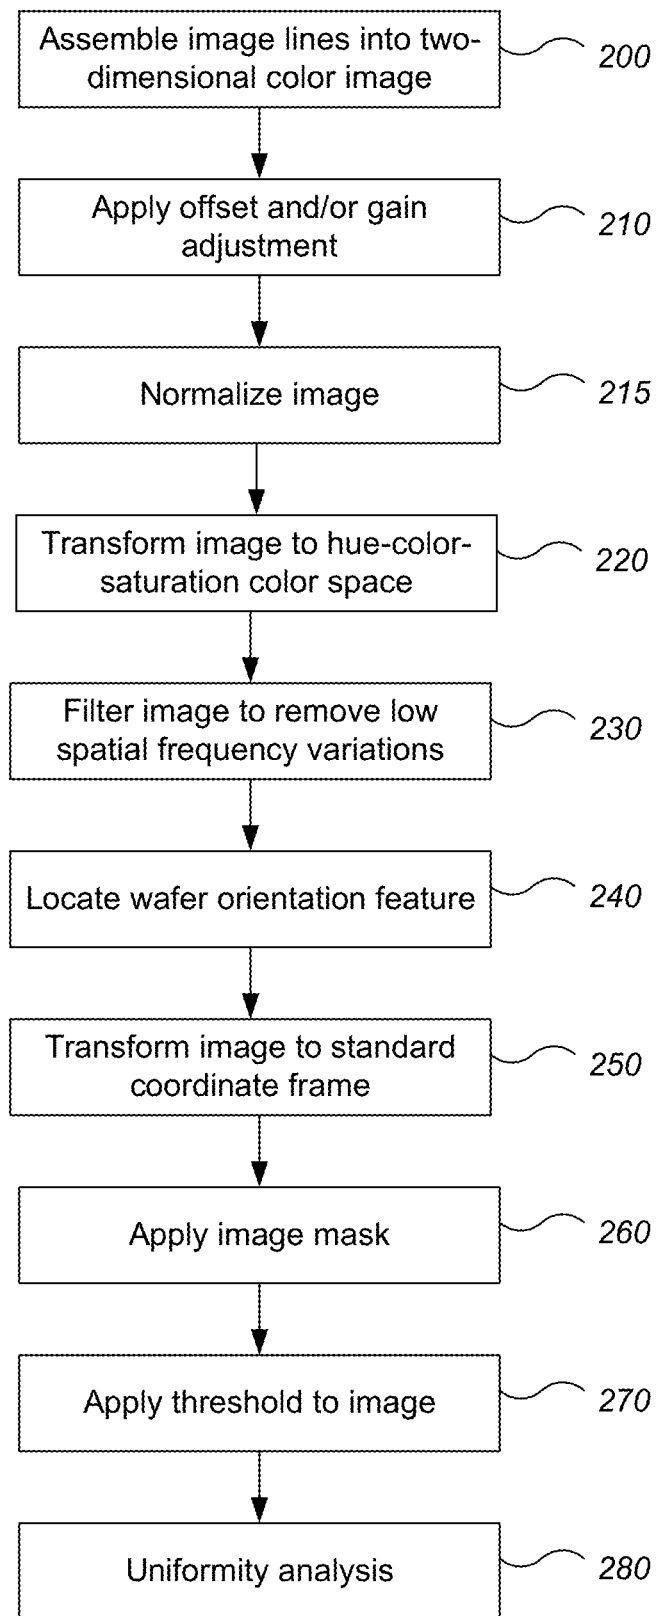 Assemble image lines into two-
dimensional color image
200
Apply offset and/or gain
adjustment
210
Normalize image
215
Transform image to hue-color-
saturation color space
220
Filter image to remove low
spatial frequency variations
230
Locate wafer orientation feature
240
Transform image to standard
coordinate frame
250
Apply image mask
260
Apply threshold to image
270
Uniformity analysis
280